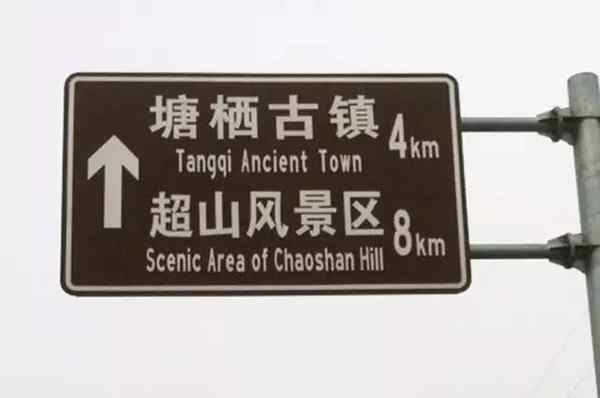 塘栖古镇 4km
Tangqi Ancient Town
超山风景区 8km
Scenic Area of Chaoshan Hill